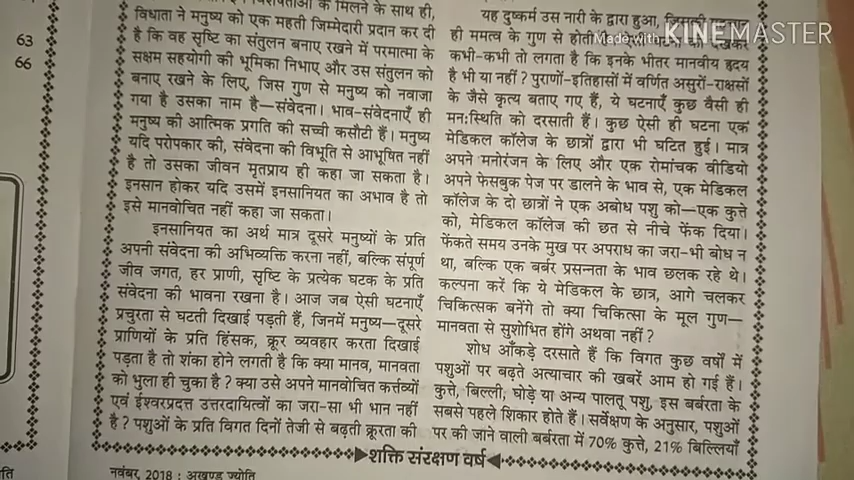 63
66
के मिलने के साथ ही,
विधाता ने मनुष्य को एक महती जिम्मेदारी प्रदान कर दी
है कि वह सृष्टि का संतुलन बनाए रखने में परमात्मा के
सक्षम सहयोगी की भूमिका निभाए और उस संतुलन को
बनाए रखने के लिए, जिस गुण से मनुष्य को नवाजा
गया है उसका नाम है—संवेदना। भाव-संवेदनाएँ ही
मनुष्य की आत्मिक प्रगति की सच्ची कसौटी हैं। मनुष्य
यदि परोपकार की, संवेदना की विभूति से आभूषित नहीं
है तो उसका जीवन मृतप्राय ही कहा जा सकता है।
इनसान होकर यदि उसमें इनसानियत का अभाव है तो
इसे मानवोचित नहीं कहा जा सकता।
इनसानियत का अर्थ मात्र दूसरे मनुष्यों के प्रति
अपनी संवेदना की अभिव्यक्ति करना नहीं, बल्कि संपूर्ण
जीव जगत, हर प्राणी, सृष्टि के प्रत्येक घटक के प्रति
संवेदना की भावना रखना है। आज जब ऐसी घटनाएँ
प्रचुरता से घटती दिखाई पड़ती हैं, जिनमें मनुष्य—दूसरे
प्राणियों के प्रति हिंसक, क्रूर व्यवहार करता दिखाई
पड़ता है तो शंका होने लगती है कि क्या मानव, मानवता
को भुला ही चुका है? क्या उसे अपने मानवोचित कर्त्तव्यों
एवं ईश्वरप्रदत्त उत्तरदायित्वों का जरा-सा भी भान नहीं
है? पशुओं के प्रति विगत दिनों तेजी से बढ़ती क्रूरता की
यह दुष्कर्म उस नारी के द्वारा हुआ,
ही ममत्व के गुण से होती को देखकर
कभी-कभी तो लगता है कि इनके भीतर मानवीय हृदय
है भी या नहीं? पुराणों-इतिहासों में वर्णित असुरों-राक्षसों
के जैसे कृत्य बताए गए हैं, ये घटनाएँ कुछ वैसी ही
मन:स्थिति को दरसाती हैं। कुछ ऐसी ही घटना एक
मेडिकल कॉलेज के छात्रों द्वारा भी घटित हुई। मात्र
अपने मनोरंजन के लिए और एक रोमांचक वीडियो
अपने फेसबुक पेज पर डालने के भाव से, एक मेडिकल
कॉलेज के दो छात्रों ने एक अबोध पशु को—एक कुत्ते
को, मेडिकल कॉलेज की छत से नीचे फेंक दिया।
फेंकते समय उनके मुख पर अपराध का जरा-भी बोध न
था, बल्कि एक बर्बर प्रसन्नता के भाव छलक रहे थे।
कल्पना करें कि ये मेडिकल के छात्र, आगे चलकर
चिकित्सक बनेंगे तो क्या चिकित्सा के मूल गुण—
मानवता से सुशोभित होंगे अथवा नहीं?
शोध आँकड़े दरसाते हैं कि विगत कुछ वर्षों में
पशुओं पर बढ़ते अत्याचार की खबरें आम हो गई हैं।
कुत्ते, बिल्ली, घोड़े या अन्य पालतू पशु, इस बर्बरता के
सबसे पहले शिकार होते हैं। सर्वेक्षण के अनुसार, पशुओं
पर की जाने वाली बर्बरता में 70% कुत्ते, 21% बिल्लियाँ
शक्ति संरक्षण वर्ष
नवंबर, 2018 : अखण्ड ज्योति
Made with KINEMASTER